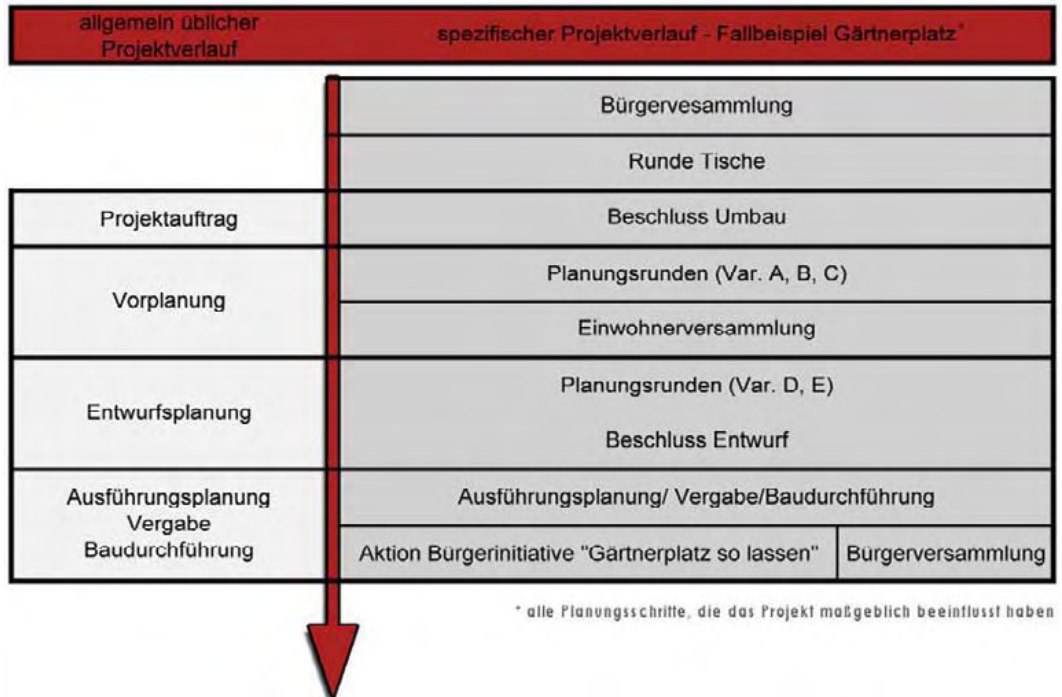 allgemein üblicher
Projektverlauf
spezifischer Projektverlauf - Fallbeispiel Gärtnerplatz*
Bürgervesammlung
Runde Tische
Projektauftrag
Beschluss Umbau
Vorplanung
Planungsrunden (Var. A, B, C)
Einwohnerversammlung
Entwurfsplanung
Planungsrunden (Var. D, E)
Beschluss Entwurf
Ausführungsplanung
Vergabe
Baudurchführung
Ausführungsplanung/ Vergabe/Baudurchführung
Aktion Bürgerinitiative "Gärtnerplatz so lassen"
Bürgerversammlung
* alle Planungsschritte, die das Projekt maßgeblich beeinflusst haben